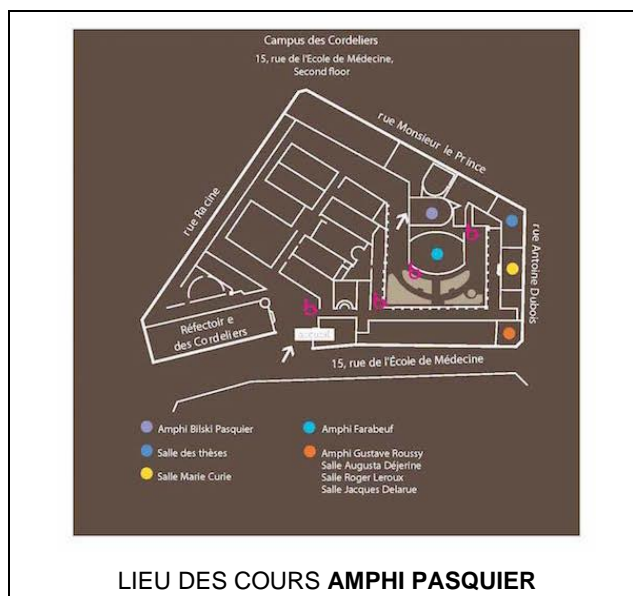 Campus des Cordeliers
15, rue de l'Ecole de Médecine,
Second floor
rue Monsieur le Prince
rue Racine
rue Antoine Dubois
Réfectoire
des Cordeliers
15, rue de l'École de Médecine
Amphi Bilski Pasquier
Salle des thèses
Salle Marie Curie
Amphi Farabeuf
Amphi Gustave Roussy
Salle Augusta Déjerine
Salle Roger Leroux
Salle Jacques Delarue
LIEU DES COURS AMPHI PASQUIER